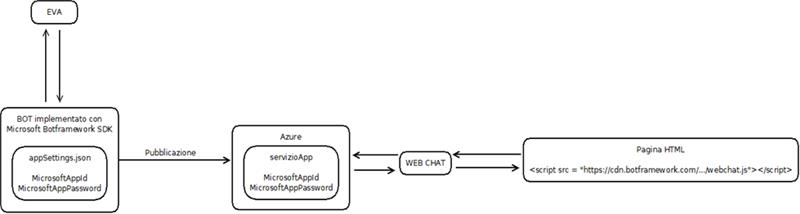 EVA
BOT implementato con
Microsoft Botframework SDK
appSettings.json
MicrosoftAppId
MicrosoftAppPassword
Pubblicazione
Azure
servizioApp
MicrosoftAppId
MicrosoftAppPassword
WEB CHAT
Pagina HTML
<script src = "https://cdn.botframework.com/.../webchat.js"></script>